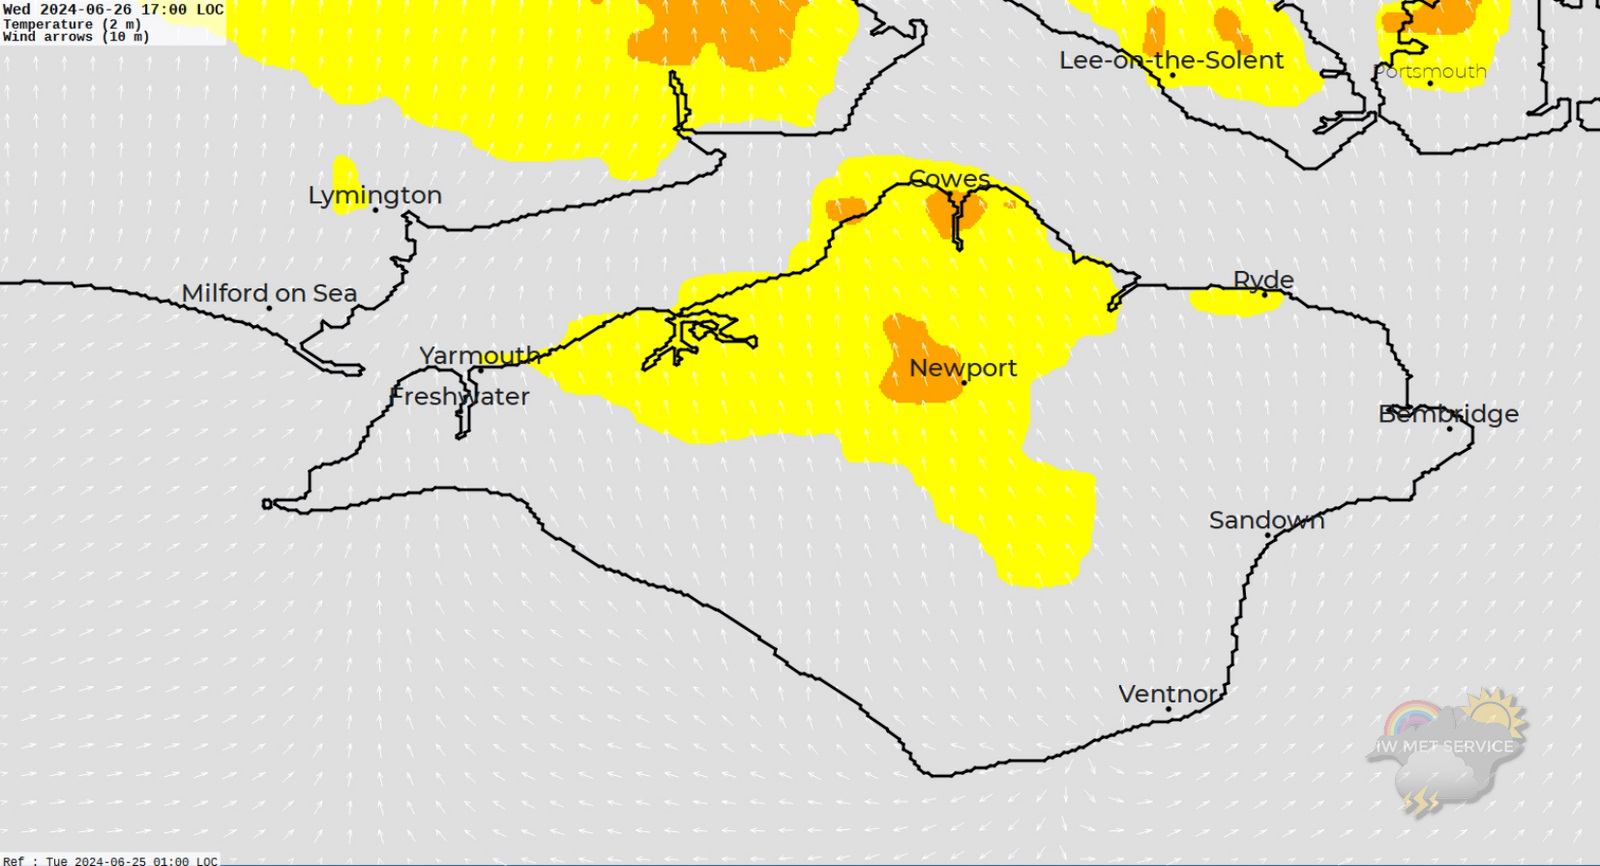 Wed 2024-06-26 17:00 LOC
Temperature (2 m)
Wind arrows (10 m)
Lee-on-the-Solent
Portsmouth
Cowes
Lymington
Ryde
Milford on Sea
Yarmouth
Newport
Freshwater
Bembridge
Sandown
Ventnor
IW MET SERVICE
Ref : Tue 2024-06-25 01:00 LOC